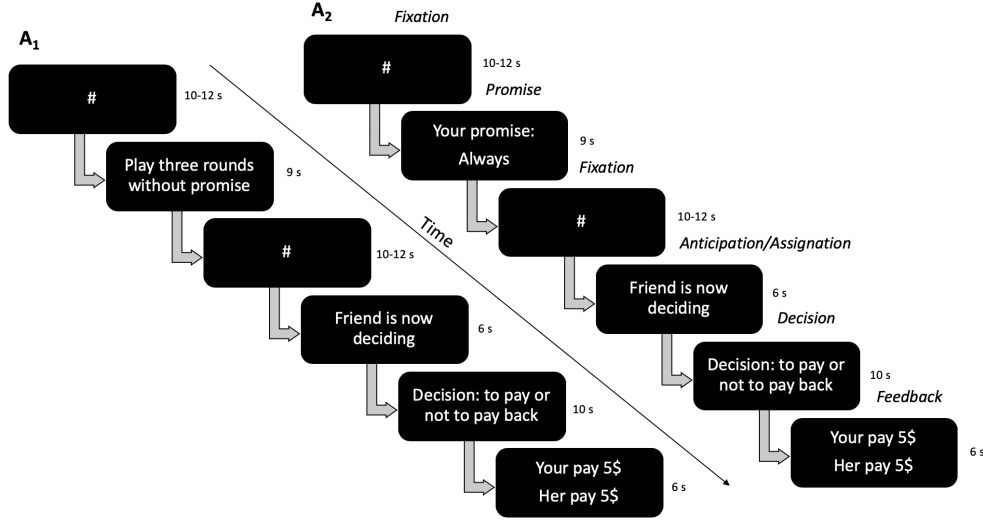 A1
#
10-12 s
Play three rounds
without promise
9 s
#
10-12 s
Friend is now
deciding
6 s
Decision: to pay or
not to pay back
10 s
Your pay 5$
Her pay 5$
6 s
Time
A2
Fixation
#
10-12 s
Promise
Your promise:
Always
9 s
Fixation
#
10-12 s
Anticipation/Assignation
Friend is now
deciding
6 s
Decision
Decision: to pay or
not to pay back
10 s
Feedback
Your pay 5$
Her pay 5$
6 s